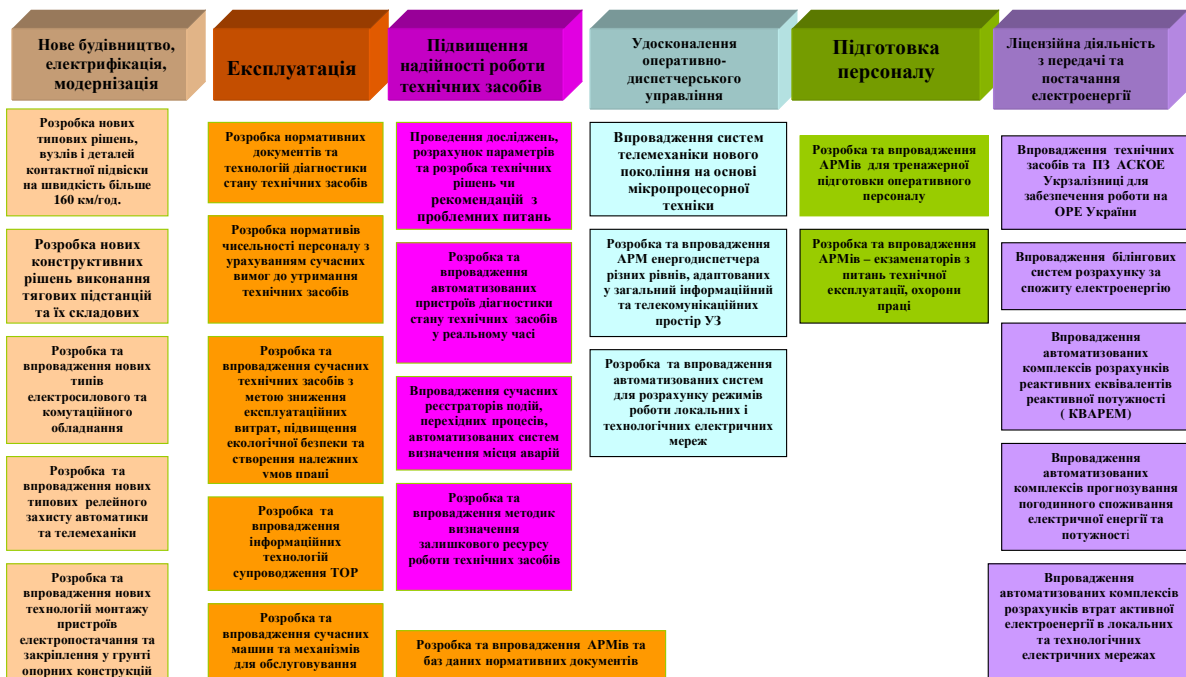 Нове будівництво,
електрифікація,
модернізація
Розробка нових
типових рішень,
вузлів і деталей
контактної підвіски
на швидкість більше
160 км/год.
Розробка нових
конструктивних
рішень виконання
тягових підстанцій
та їх складових
Розробка та
впровадження нових
типів
електросилового та
комутаційного
обладнання
Розробка та
впровадження нових
типових релейного
захисту автоматики
та телемеханіки
Розробка та
впровадження нових
технологій монтажу
пристроїв
електропостачання та
закріплення у грунті
опорних конструкцій
Експлуатація
Розробка нормативних
документів та
технологій діагностики
стану технічних засобів
Розробка нормативів
чисельності персоналу з
урахуванням сучасних
вимог до утримання
технічних засобів
Розробка та
впровадження сучасних
технічних засобів з
метою зниження
експлуатаційних
витрат, підвищення
екологічної безпеки та
створення належних
умов праці
Розробка та
впровадження
інформаційних
технологій
супроводження ТОР
Розробка та
впровадження сучасних
машин та механізмів
для обслуговування
Підвищення
надійності роботи
технічних засобів
Проведення досліджень,
розрахунок параметрів
та розробка технічних
рішень чи
рекомендацій з
проблемних питань
Розробка та
впровадження
автоматизованих
пристроїв діагностики
стану технічних засобів
у реальному часі
Впровадження сучасних
реєстраторів подій,
перехідних процесів,
автоматизованих систем
визначення місця аварій
Розробка та
впровадження методик
визначення
залишкового ресурсу
роботи технічних засобів
Розробка та впровадження АРМів та
баз даних нормативних документів
Удосконалення
оперативно-
диспетчерського
управління
Впровадження систем
телемеханіки нового
покоління на основі
мікропроцесорної
техніки
Розробка та впровадження
АРМ енергодиспетчера
різних рівнів, адаптованих
у загальний інформаційний
та телекомунікаційних
простір УЗ
Розробка та впровадження
автоматизованих систем
для розрахунку режимів
роботи локальних і
технологічних електричних
мереж
Підготовка
персоналу
Розробка та впровадження
АРМів для тренажерної
підготовки оперативного
персоналу
Розробка та впровадження
АРМів – екзаменаторів з
питань технічної
експлуатації, охорони
праці
Ліцензійна діяльність
з передачі та
постачання
електроенергії
Впровадження технічних
засобів та ПЗ АСКОЕ
Укрзалізниці для
забезпечення роботи на
ОРЕ України
Впровадження білінгових
систем розрахунку за
спожиту електроенергію
Впровадження
автоматизованих
комплексів розрахунків
реактивних еквівалентів
реактивної потужності
( КВАРЕМ)
Впровадження
автоматизованих
комплексів прогнозування
погодинного споживання
електричної енергії та
потужності
Впровадження
автоматизованих комплексів
розрахунків втрат активної
електроенергії в локальних
та технологічних
електричних мережах